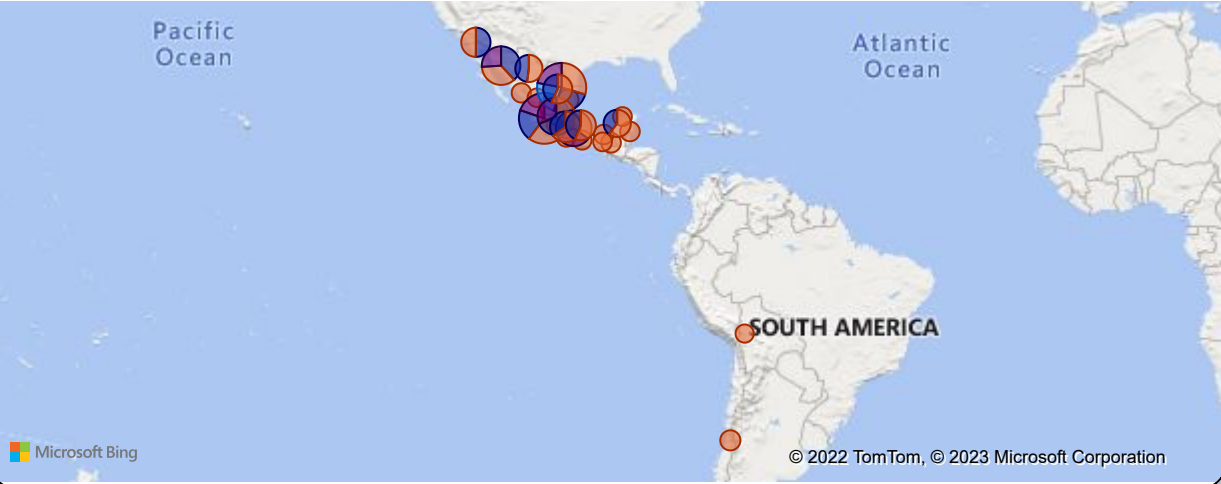 Pacific
Ocean
Atlantic
Ocean
SOUTH AMERICA
Microsoft Bing
© 2022 TomTom, © 2023 Microsoft Corporation